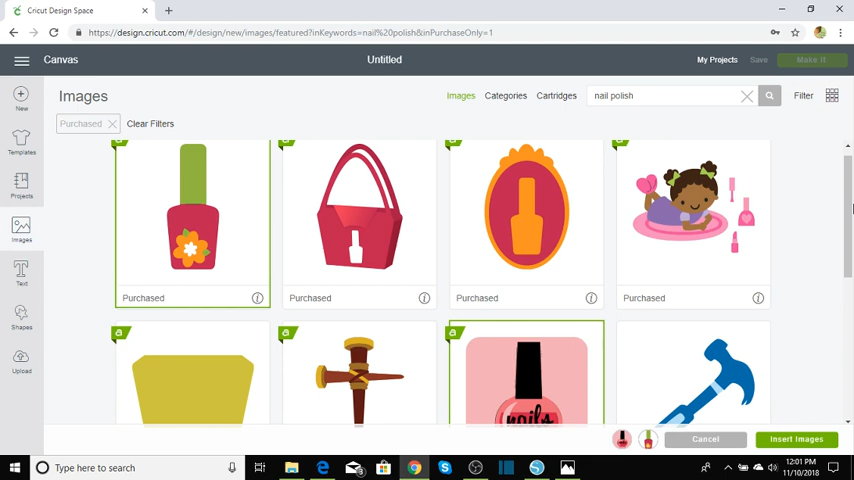 Cricut Design Space
https://design.cricut.com/#/design/new/images/featured?inKeywords=nail%20polish&inPurchaseOnly=1
Canvas
Untitled
My Projects
Save
Make It
New
Templates
Projects
Images
Text
Shapes
Upload
Images
Images
Categories
Cartridges
nail polish
Filter
Purchased
Clear Filters
Purchased
Purchased
Purchased
Purchased
a
a
a
nails
Cancel
Insert Images
Type here to search
3
12:01 PM
11/10/2018